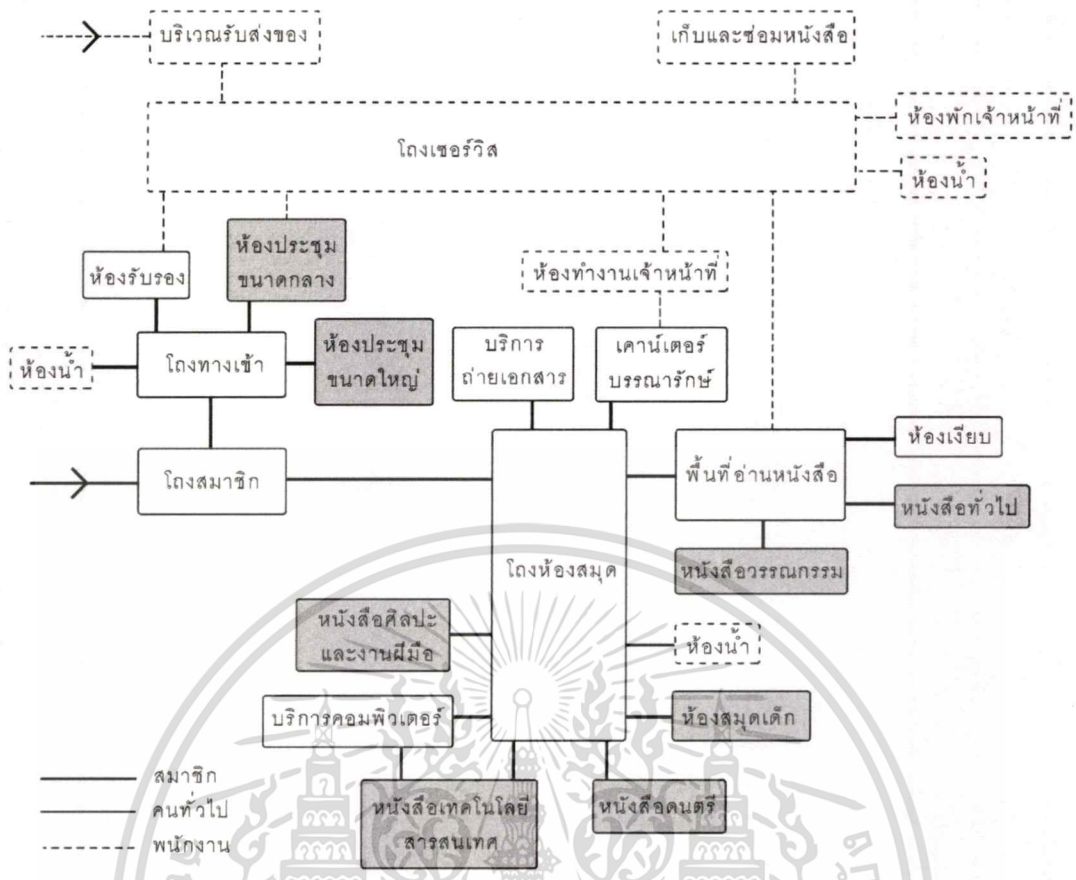 บริเวณรับส่งของ
เก็บและซ่อมหนังสือ
ห้องพักเจ้าหน้าที่
โถงเซอร์วิส
ห้องน้ำ
ห้องประชุม
ขนาดกลาง
ห้องรับรอง
ห้องทำงานเจ้าหน้าที่
ห้องน้ำ
โถงทางเข้า
ห้องประชุม
ขนาดใหญ่
บริการ
ถ่ายเอกสาร
เคาน์เตอร์
บรรณารักษ์
ห้องเงียบ
โถงสมาชิก
พื้นที่อ่านหนังสือ
หนังสือทั่วไป
โถงห้องสมุด
หนังสือวรรณกรรม
หนังสือศิลปะ
และงานฝีมือ
ห้องน้ำ
บริการคอมพิวเตอร์
ห้องสมุดเด็ก
สมาชิก
คนทั่วไป
พนักงาน
หนังสือเทคโนโลยี
สารสนเทศ
หนังสือดนตรี